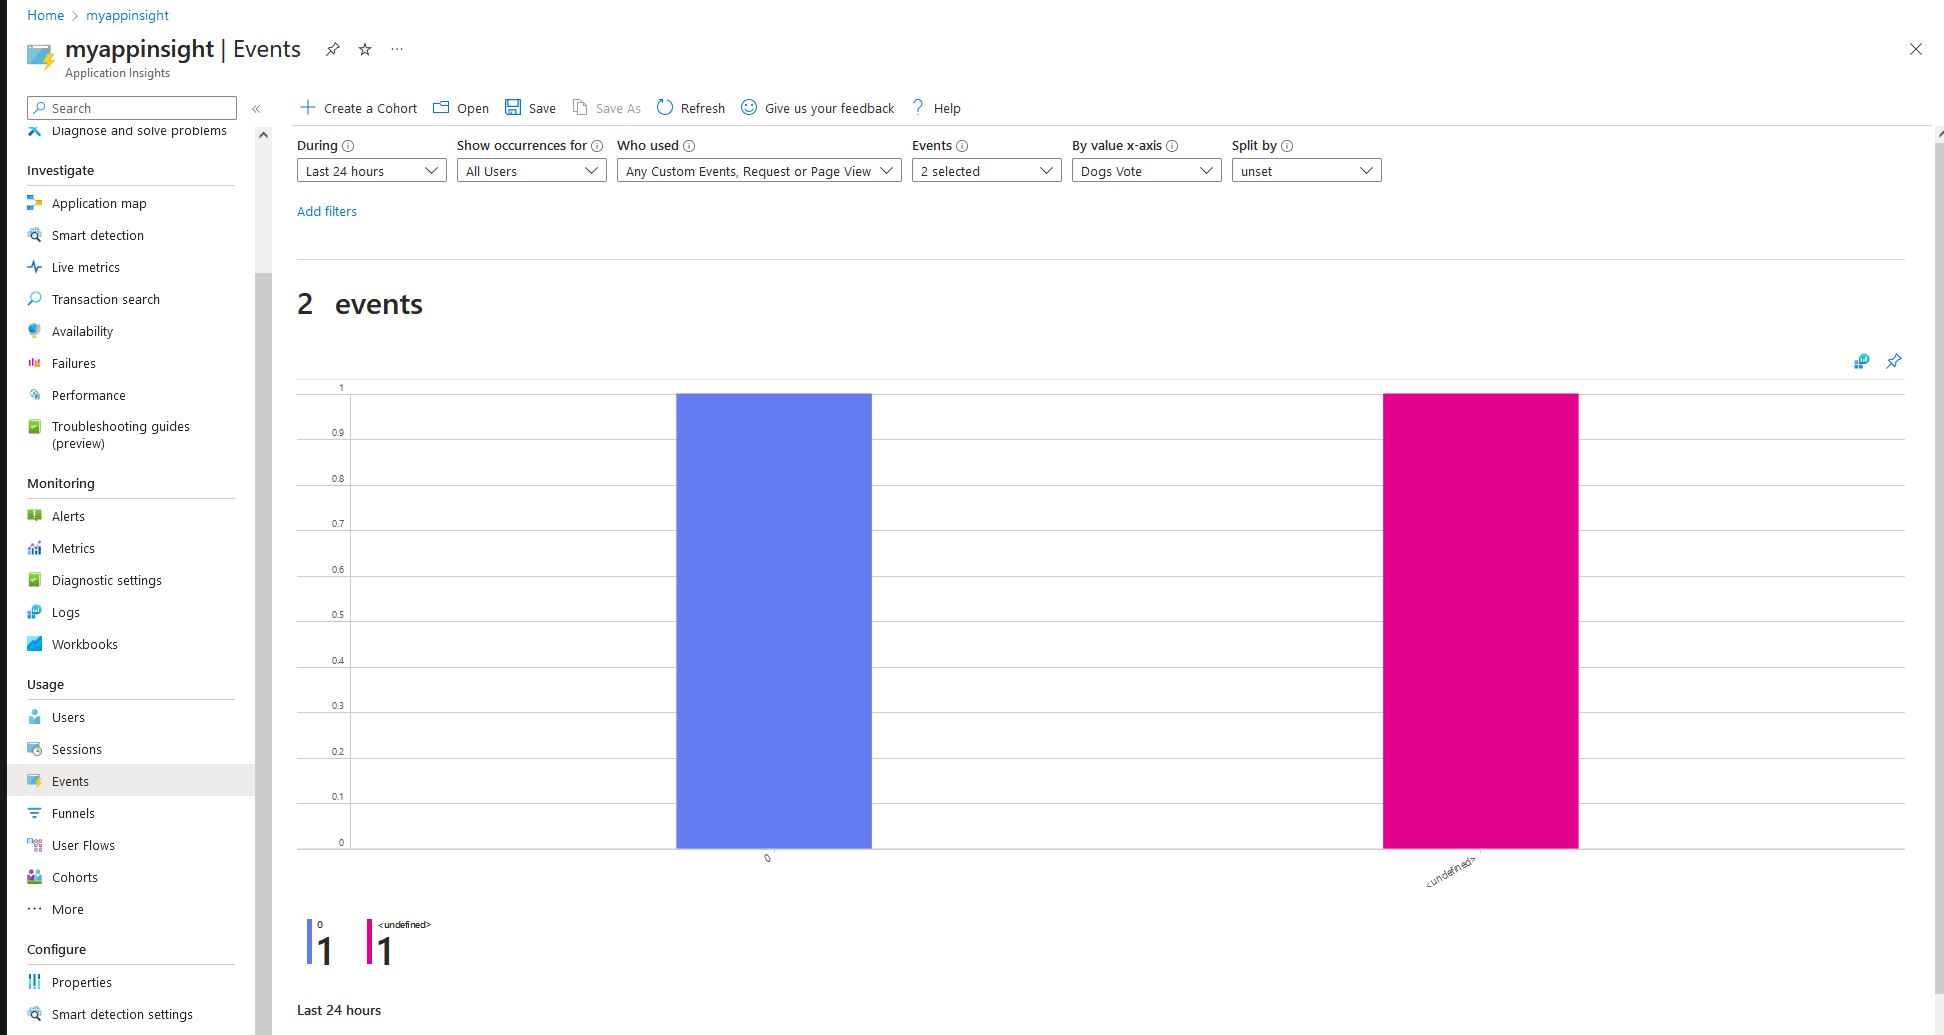 Home > myappinsight
myappinsight | Events
Application Insights
Search
Diagnose and solve problems
Investigate
Application map
Smart detection
Live metrics
Transaction search
Availability
Failures
Performance
Troubleshooting guides
(preview)
Monitoring
Alerts
Metrics
Diagnostic settings
Logs
Workbooks
Usage
Users
Sessions
Events
Funnels
User Flows
Cohorts
More
Configure
Properties
Smart detection settings
Create a Cohort Open Save Save As Refresh Give us your feedback Help
During Show occurrences for Who used Events By value x-axis Split by
Last 24 hours All Users Any Custom Events, Request or Page View 2 selected Dogs Vote unset
Add filters
2 events
1
0.9
0.8
0.7
0.6
0.5
0.4
0.3
0.2
0.1
0
0 <undefined>
0 <undefined>
1 1
Last 24 hours